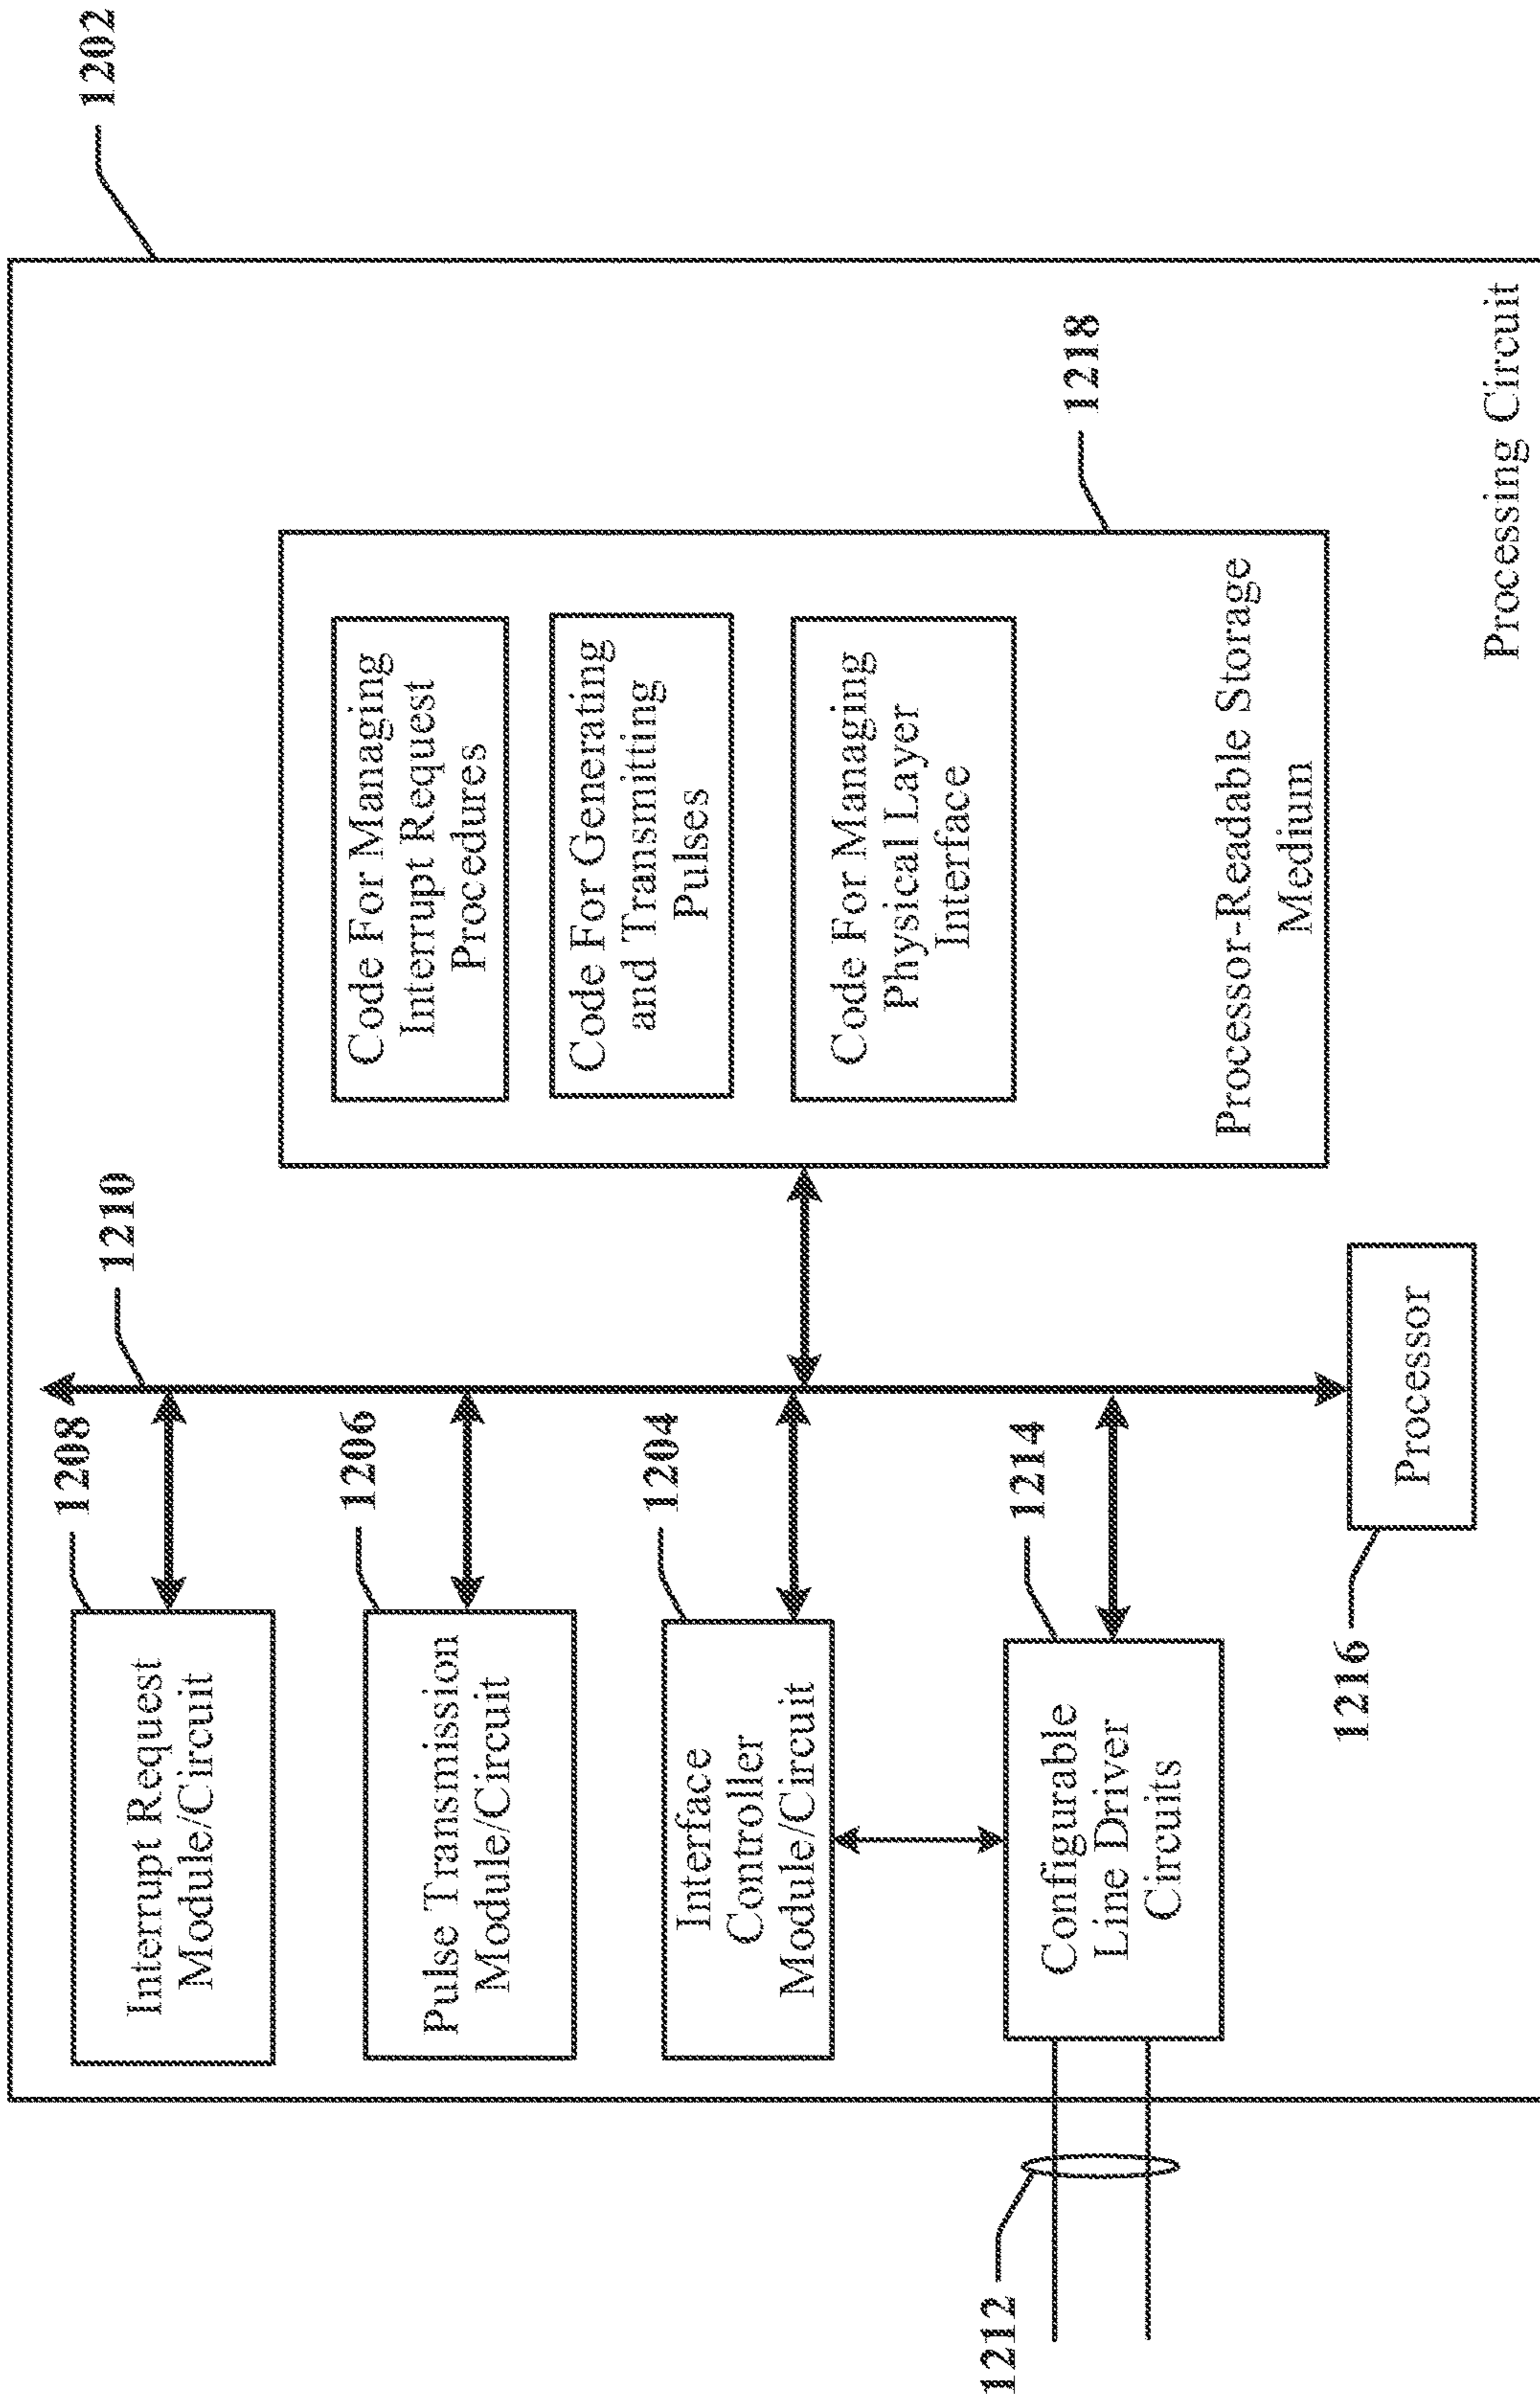 1202
1210
1208
Interrupt Request
Module/Circuit
1206
Pulse Transmission
Module/Circuit
1204
Interface
Controller
Module/Circuit
1214
Configurable
Line Driver
Circuits
1212
1216
Processor
1218
Code For Managing
Interrupt Request
Procedures
Code For Generating
and Transmitting
Pulses
Code For Managing
Physical Layer
Interface
Processor-Readable Storage
Medium
Processing Circuit